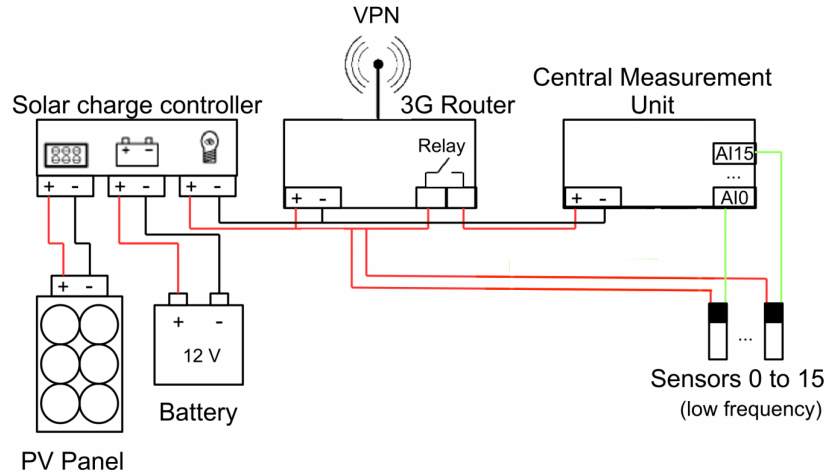 VPN
Solar charge controller
3G Router
Central Measurement
Unit
Relay
AI15
...
AI0
+ -
+ -
+ -
+ -
+ -
+ -
+ -
+ -
12 V
...
Battery
PV Panel
Sensors 0 to 15
(low frequency)